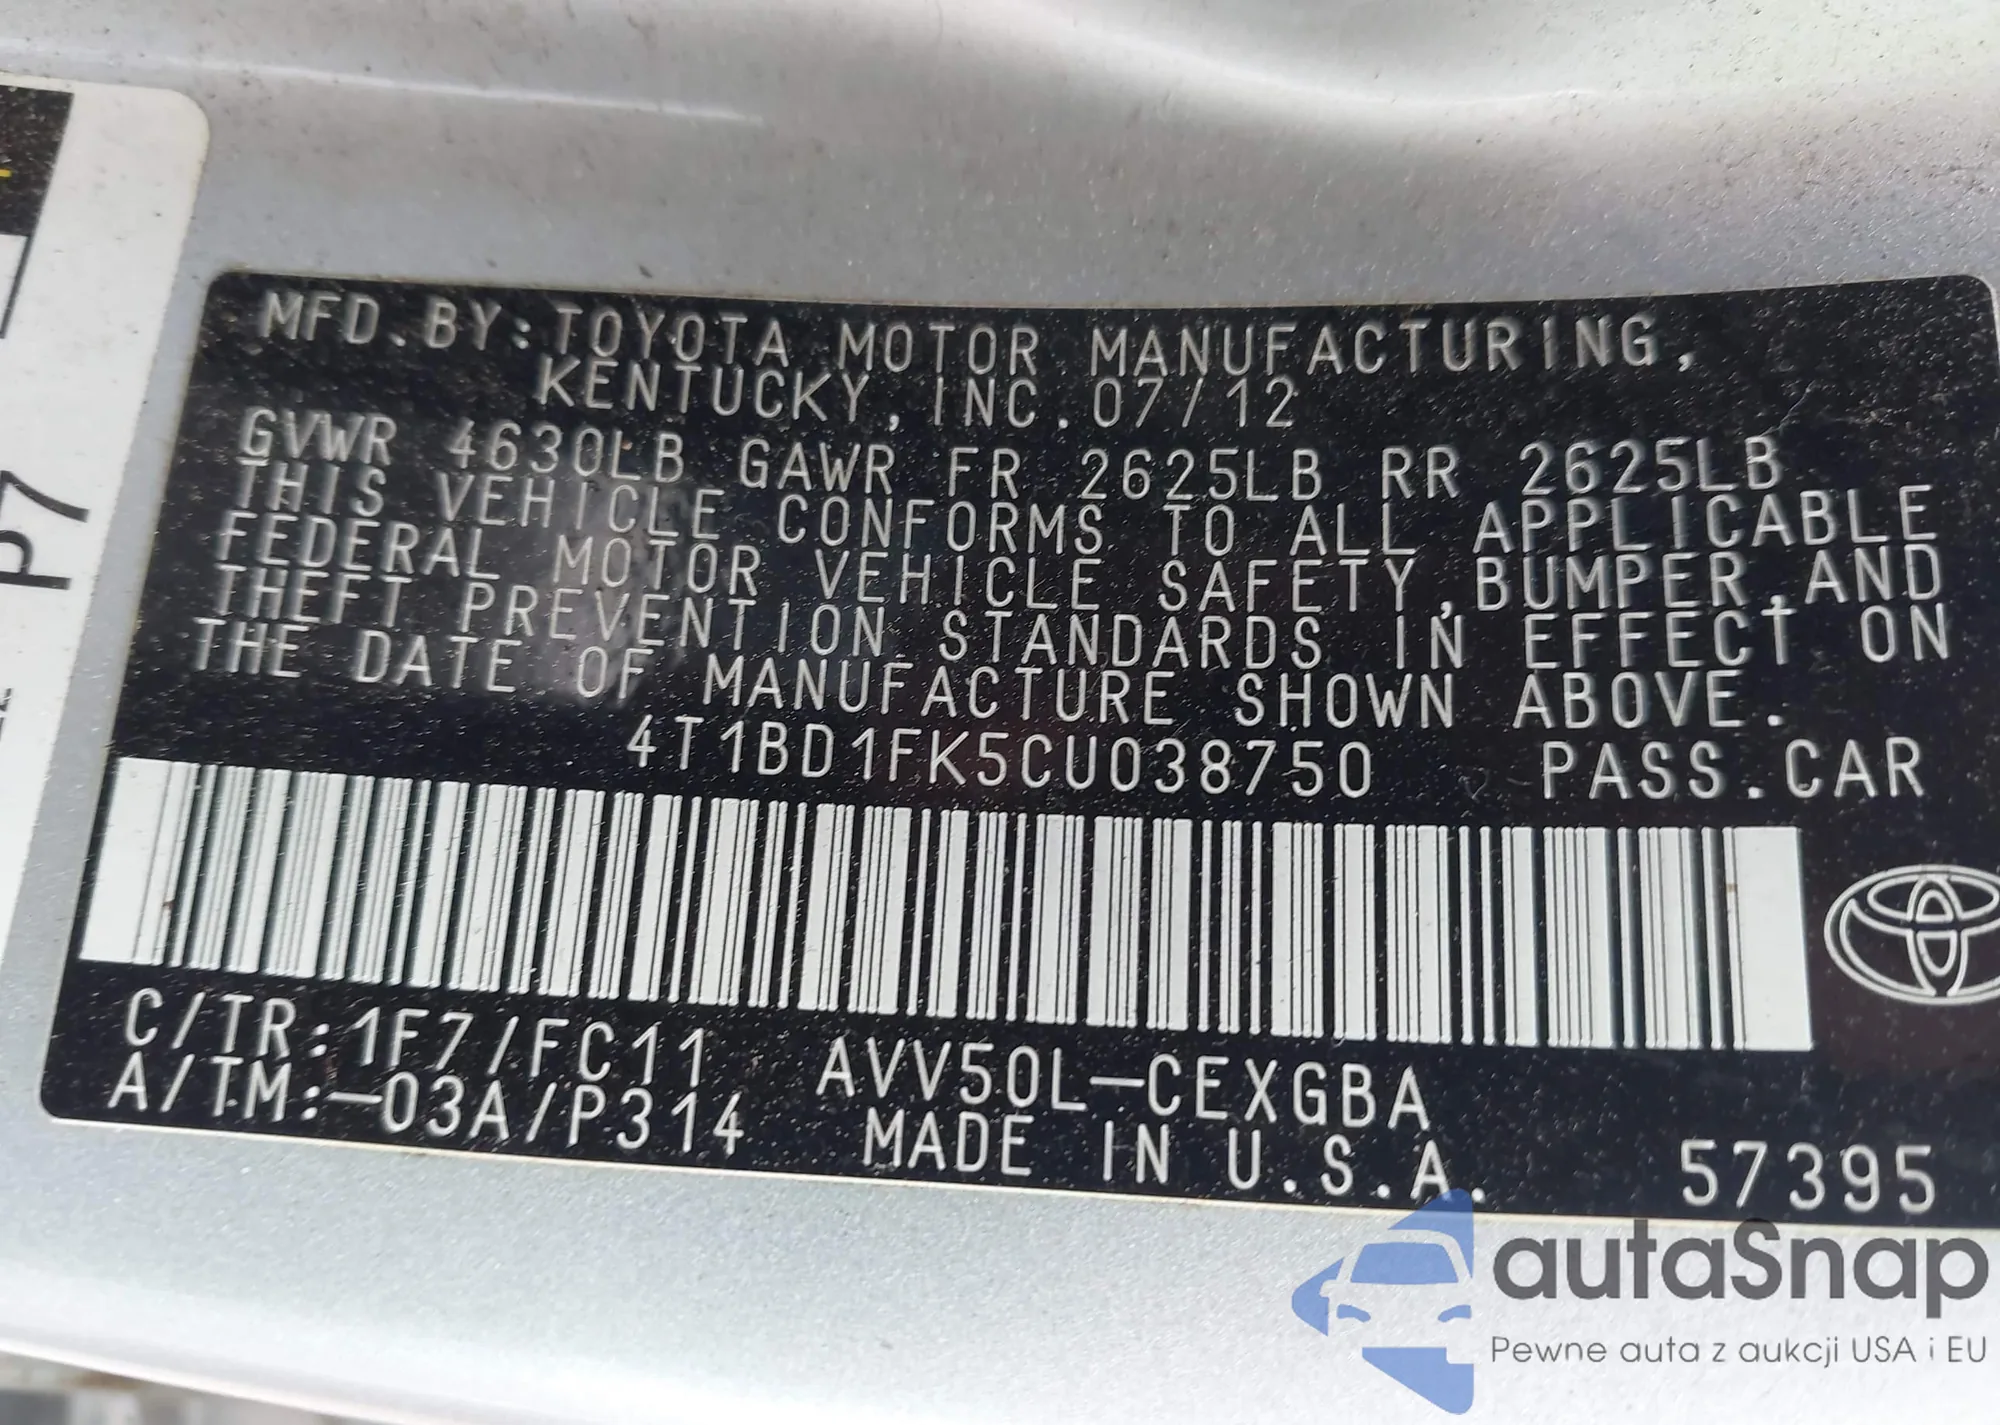 MFD.BY:TOYOTA MOTOR MANUFACTURING,
KENTUCKY,INC.07/12
GVWR 4630LB GAWR FR 2625LB RR 2625LB
THIS VEHICLE CONFORMS TO ALL APPLICABLE
FEDERAL MOTOR VEHICLE SAFETY,BUMPER,AND
THEFT PREVENTION STANDARDS IN EFFECT ON
THE DATE OF MANUFACTURE SHOWN ABOVE.
4T1BD1FK5CU038750 PASS.CAR
C/TR:1F7/FC11 AVV50L-CEXGBA
A/TM:-03A/P314 MADE IN U.S.A. 57395
P7
autaSnap
Pewne auta z aukcji USA i EU